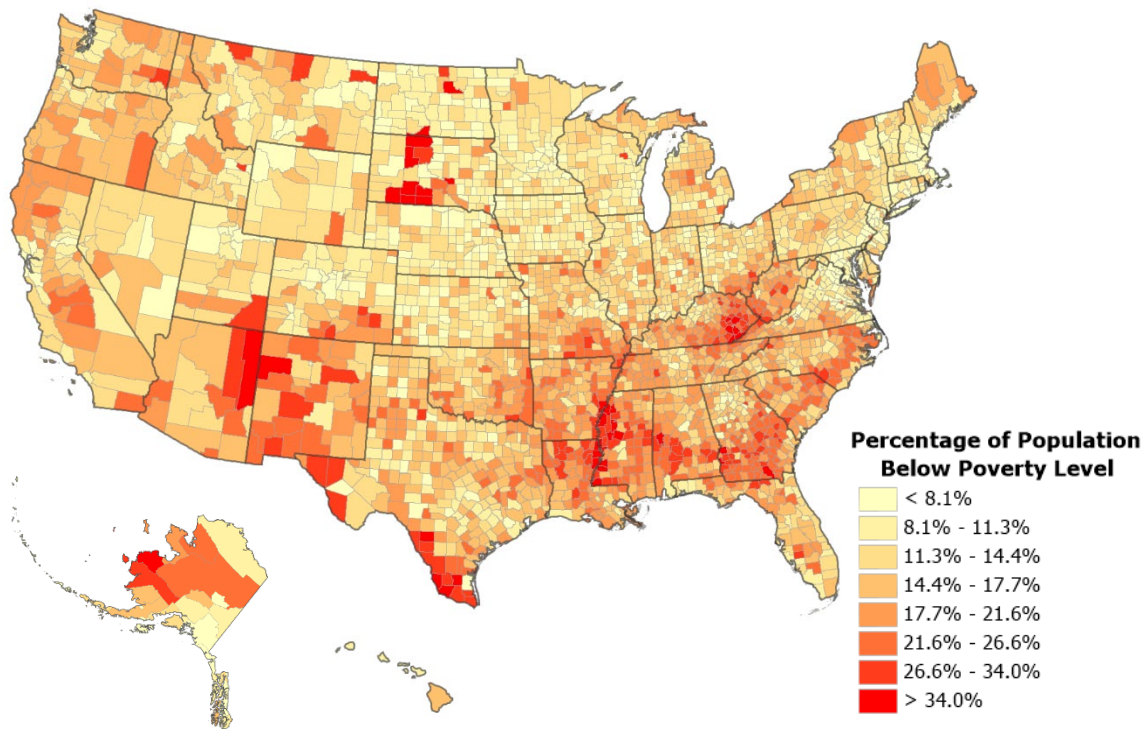 Percentage of Population
Below Poverty Level
< 8.1%
8.1% - 11.3%
11.3% - 14.4%
14.4% - 17.7%
17.7% - 21.6%
21.6% - 26.6%
26.6% - 34.0%
> 34.0%